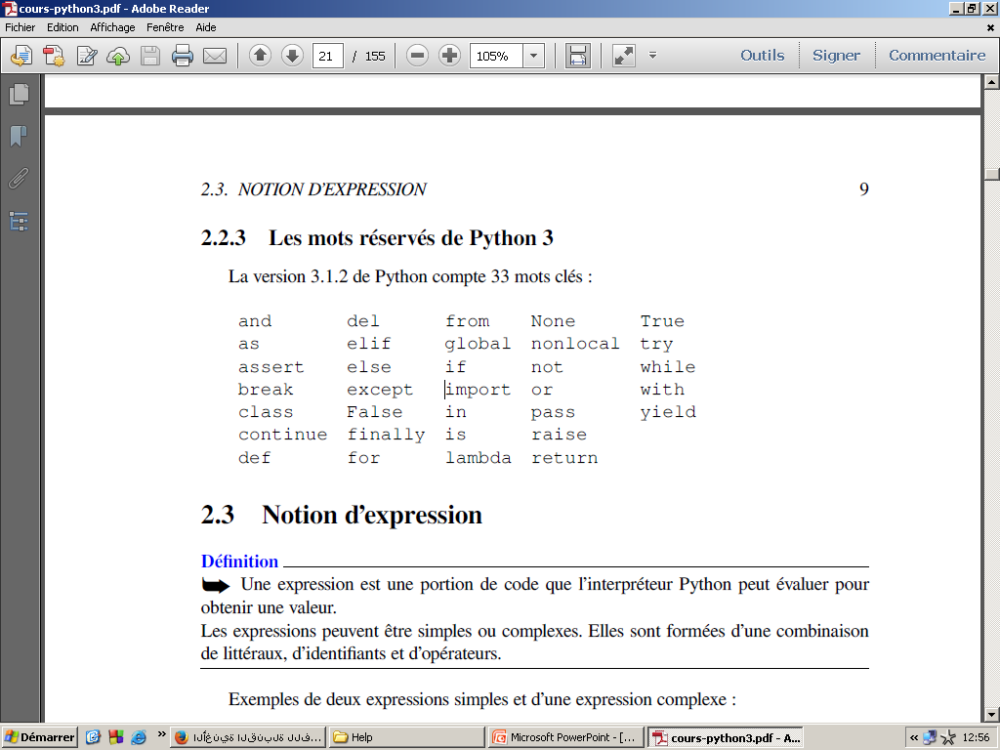 cours-python3.pdf - Adobe Reader
Fichier Edition Affichage Fenêtre Aide
21 / 155 105% Outils Signer Commentaire
2.3. NOTION D'EXPRESSION 9
2.2.3 Les mots réservés de Python 3
La version 3.1.2 de Python compte 33 mots clés :
and del from None True
as elif global nonlocal try
assert else if not while
break except import or with
class False in pass yield
continue finally is raise
def for lambda return
2.3 Notion d'expression
Définition
Une expression est une portion de code que l'interpréteur Python peut évaluer pour
obtenir une valeur.
Les expressions peuvent être simples ou complexes. Elles sont formées d'une combinaison
de littéraux, d'identifiants et d'opérateurs.
Exemples de deux expressions simples et d'une expression complexe :
Démarrer » الأغنية القنبلة الف... Help Microsoft PowerPoint - [... cours-python3.pdf - A... « 12:56